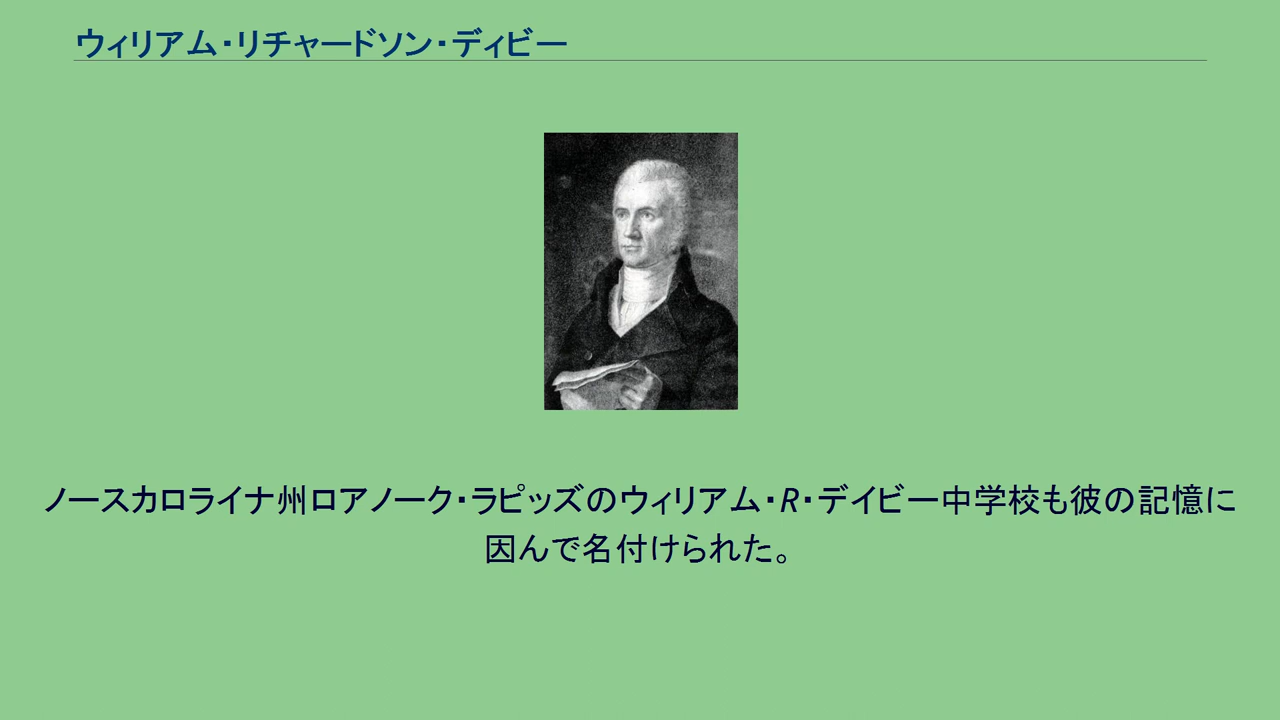 ウィリアム・リチャードソン・ディビー
ノースカロライナ州ロアノーク・ラピッズのウィリアム・R・デイビー中学校も彼の記憶に
因んで名付けられた。